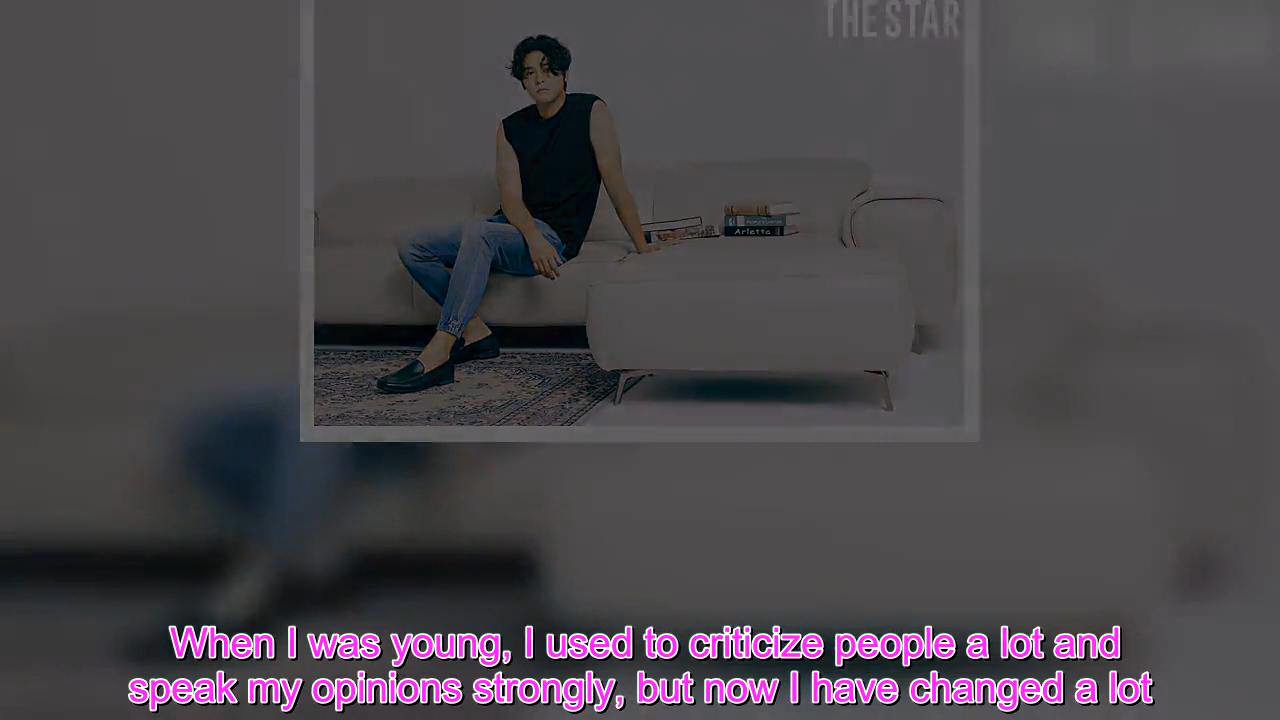 THE STAR
Arletta
When I was young, I used to criticize people a lot and
speak my opinions strongly, but now I have changed a lot